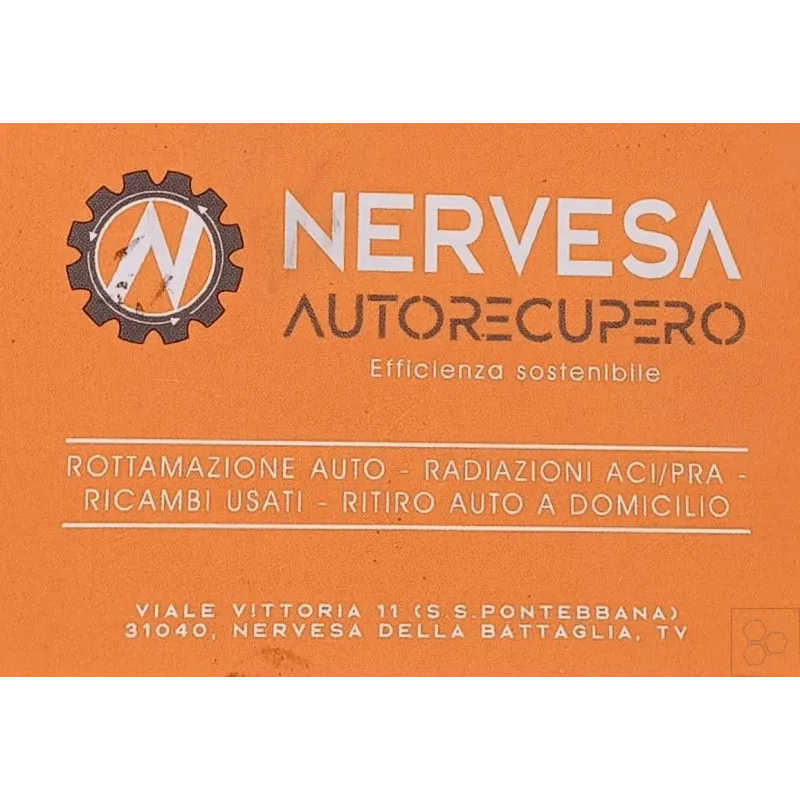 N
NERVESA
AUTORECUPERO
Efficienza sostenibile
ROTTAMAZIONE AUTO - RADIAZIONI ACI/PRA -
RICAMBI USATI - RITIRO AUTO A DOMICILIO
VIALE VITTORIA 11 (S.S.PONTEBBANA)
31040, NERVESA DELLA BATTAGLIA, TV